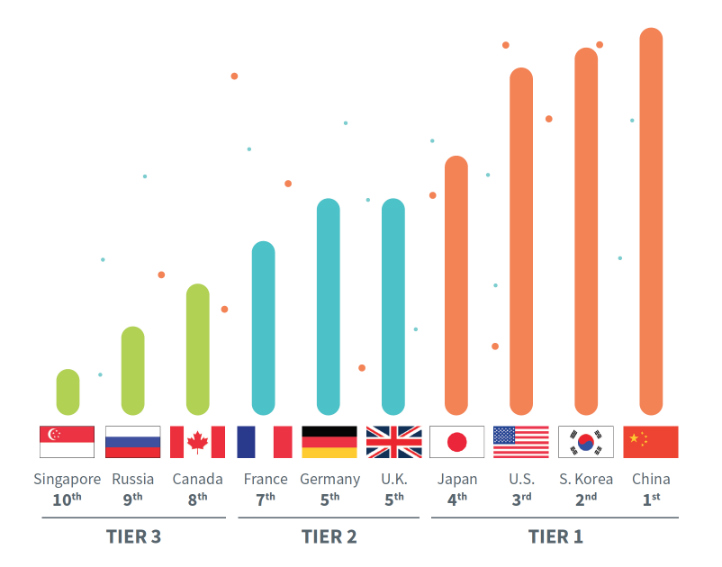 Singapore Russia Canada France Germany U.K. Japan U.S. S. Korea China
10th 9th 8th 7th 5th 5th 4th 3rd 2nd 1st
TIER 3 TIER 2 TIER 1